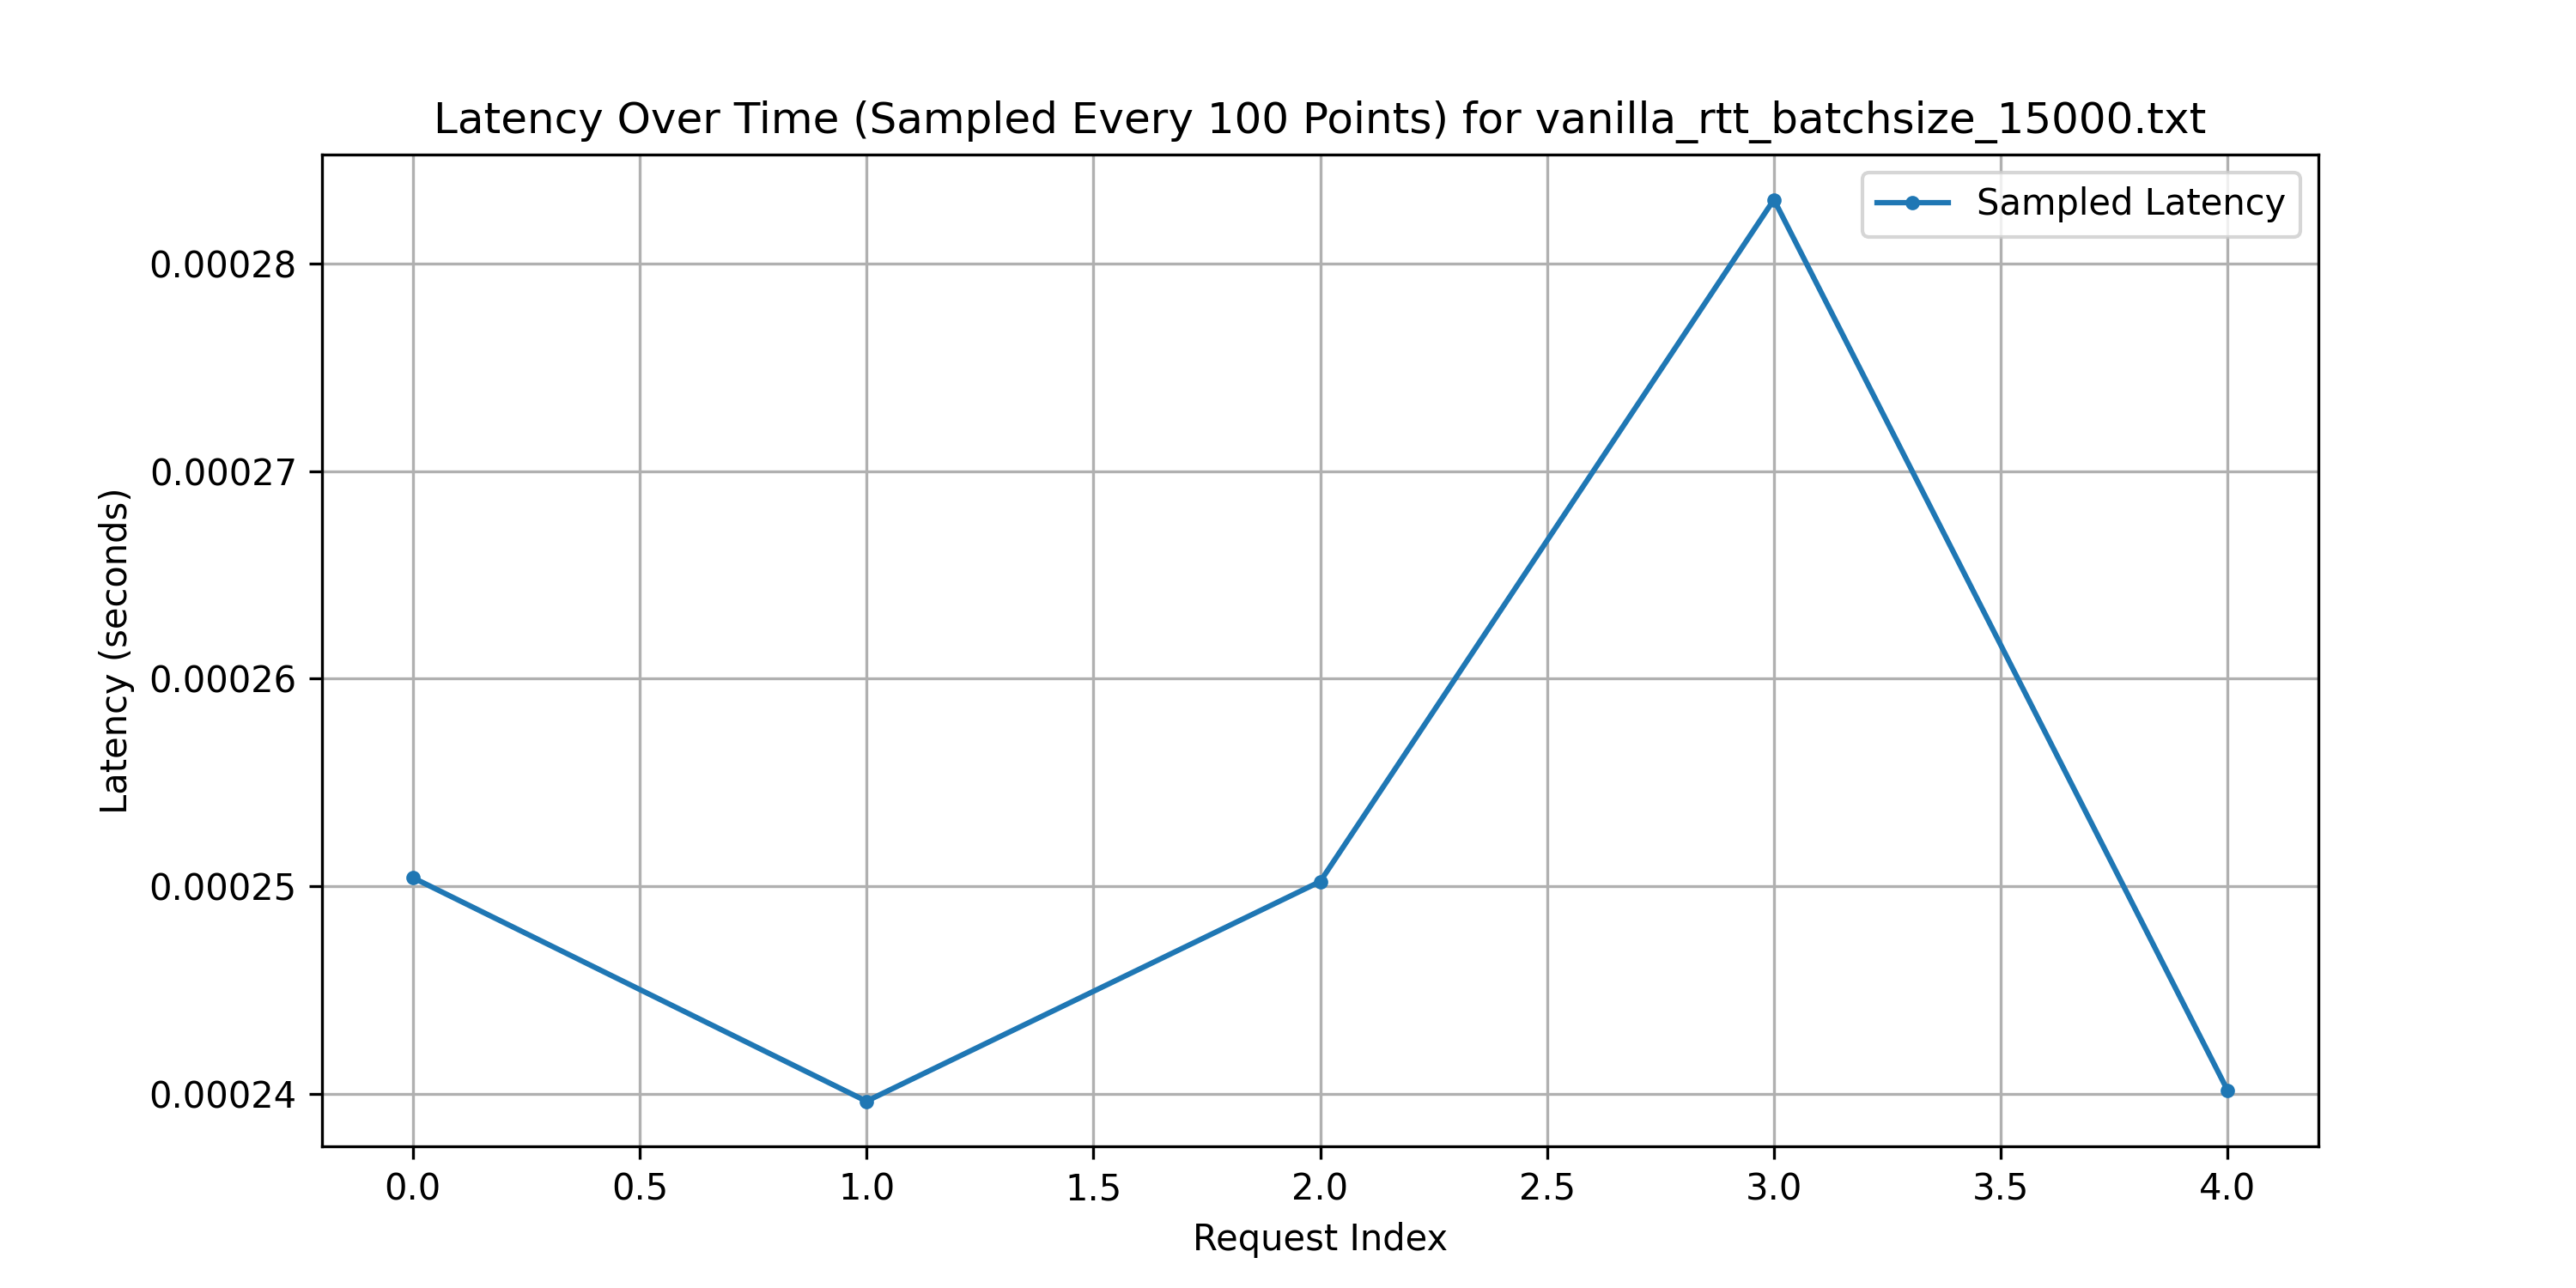 Latency Over Time (Sampled Every 100 Points) for vanilla_rtt_batchsize_15000.txt
Sampled Latency
0.00028
0.00027
0.00026
0.00025
0.00024
Latency (seconds)
0.0 0.5 1.0 1.5 2.0 2.5 3.0 3.5 4.0
Request Index